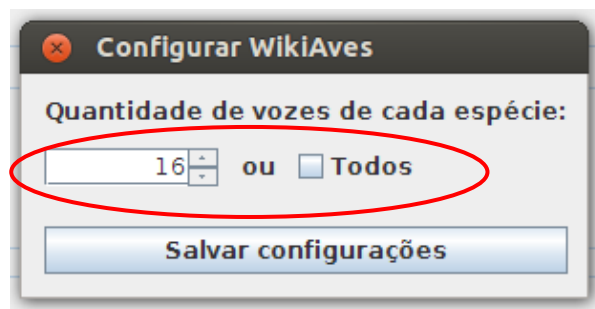 Configurar WikiAves
Quantidade de vozes de cada espécie:
16 ou Todos
Salvar configurações